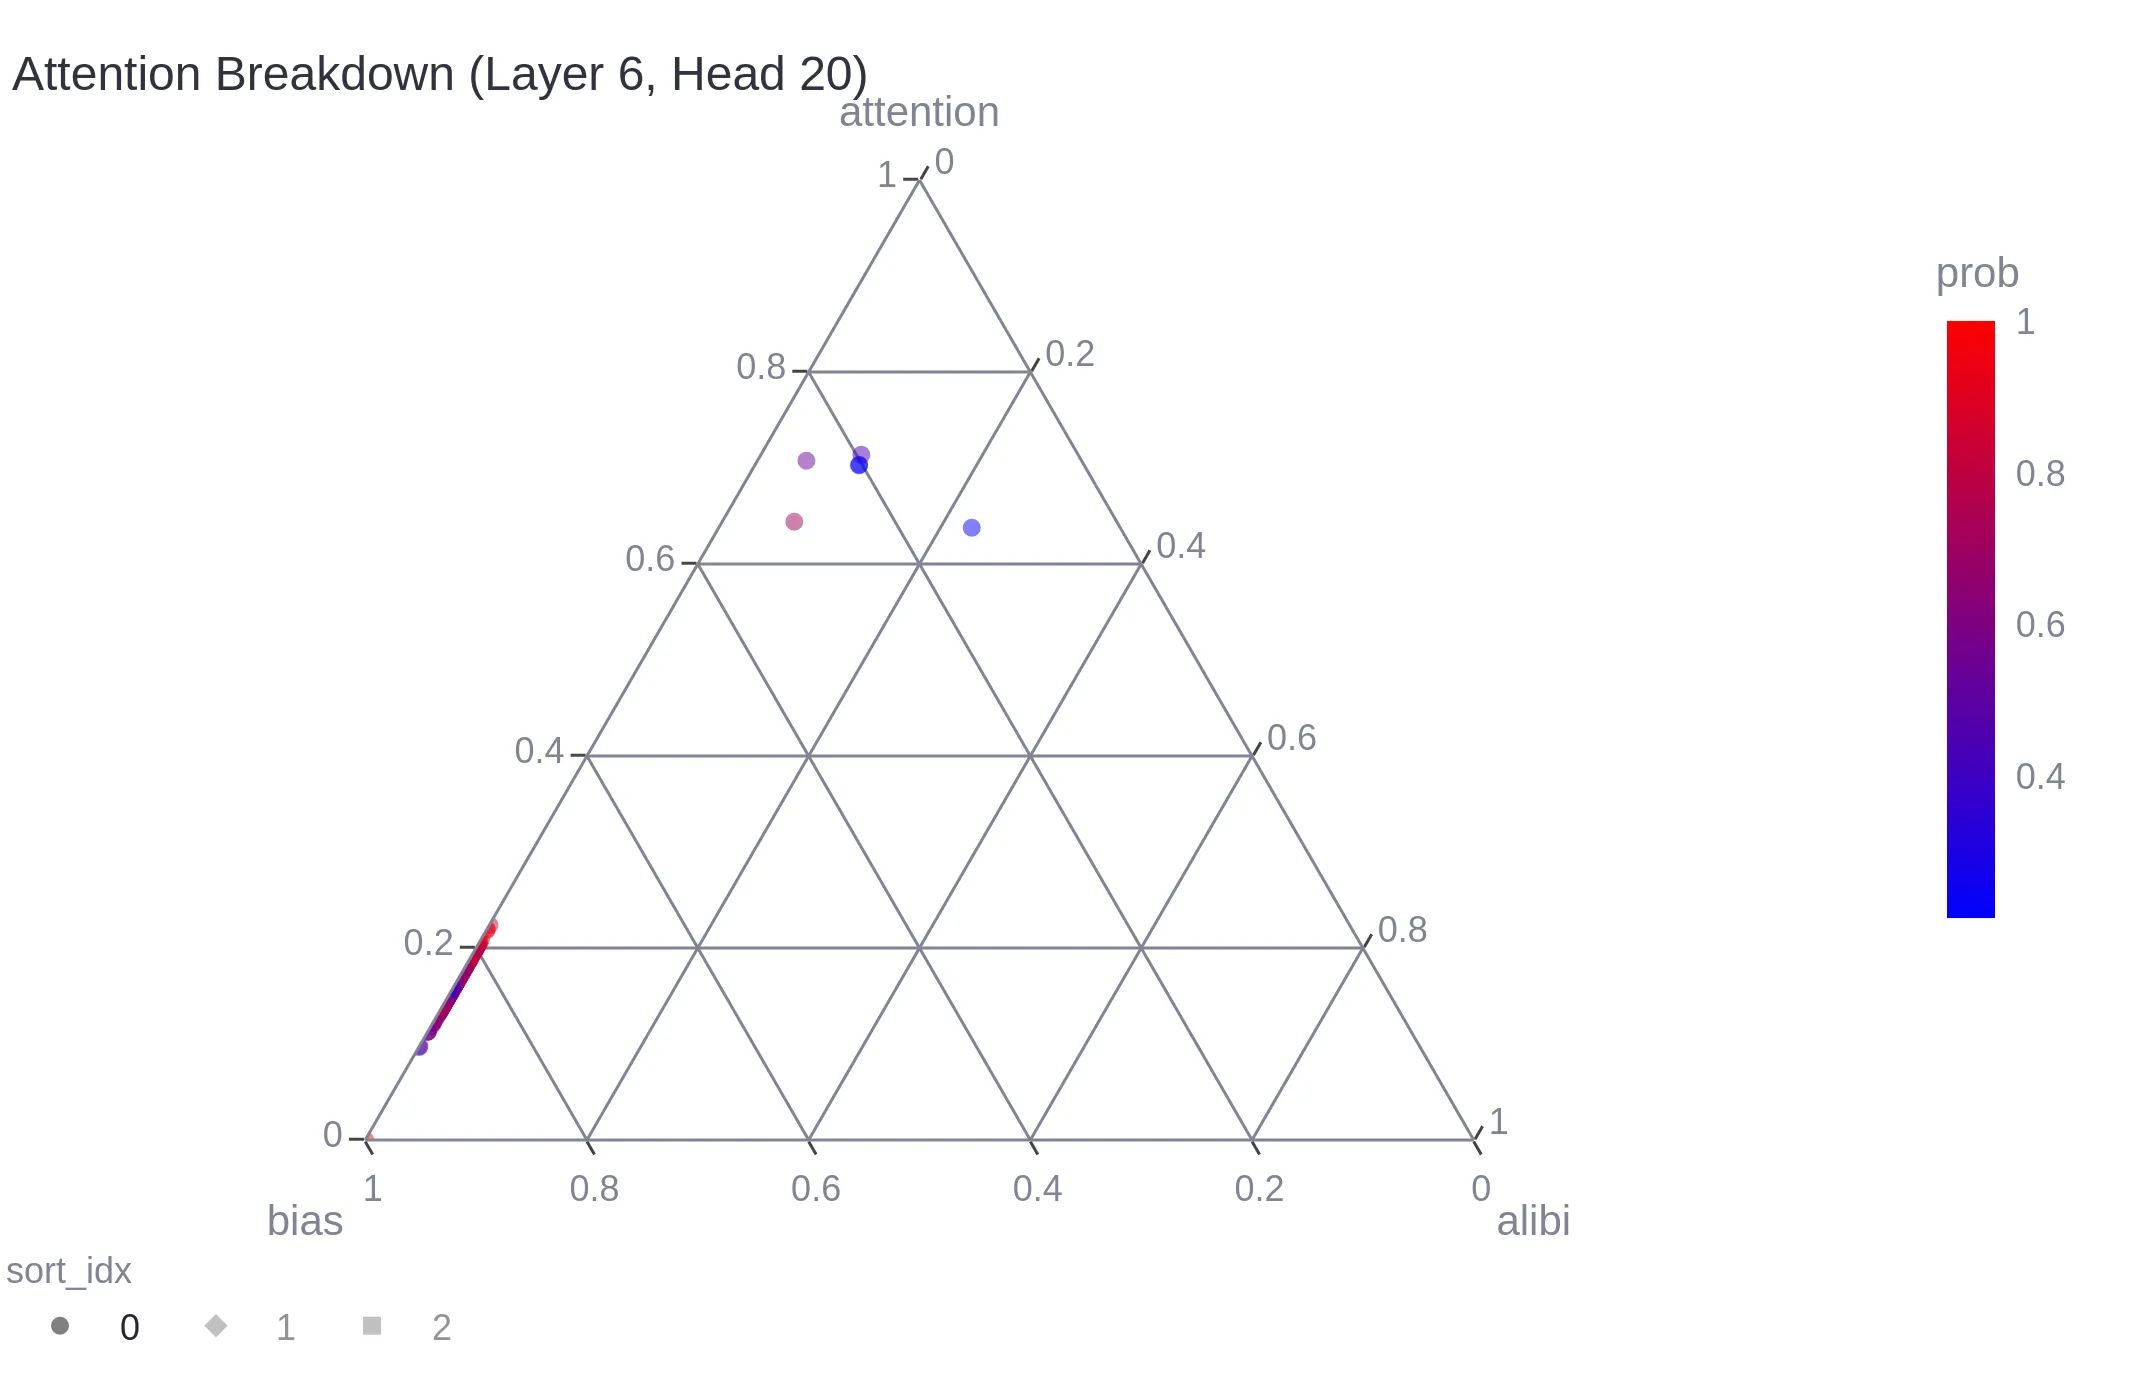 Attention Breakdown (Layer 6, Head 20)
attention
1 0
prob
1
0.8 0.2
0.8
0.6 0.4
0.6
0.4 0.6
0.4
0.2 0.8
0 1
1 0.8 0.6 0.4 0.2 0
bias alibi
sort_idx
0 1 2